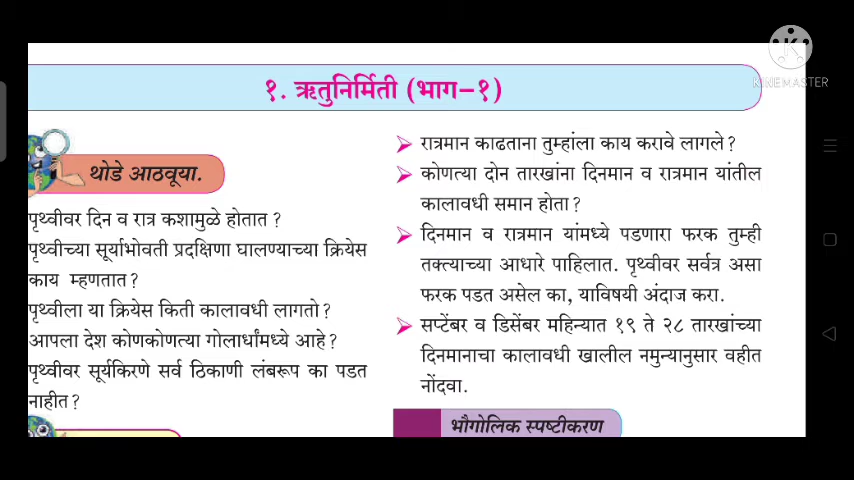 KINEMASTER
१. ऋतुनिर्मिती (भाग-१)
थोडे आठवूया.
पृथ्वीवर दिन व रात्र कशामुळे होतात ?
पृथ्वीच्या सूर्याभोवती प्रदक्षिणा घालण्याच्या क्रियेस
काय म्हणतात ?
पृथ्वीला या क्रियेस किती कालावधी लागतो ?
आपला देश कोणकोणत्या गोलार्धांमध्ये आहे ?
पृथ्वीवर सूर्यकिरणे सर्व ठिकाणी लंबरूप का पडत
नाहीत ?
रात्रमान काढताना तुम्हांला काय करावे लागले ?
कोणत्या दोन तारखांना दिनमान व रात्रमान यांतील
कालावधी समान होता ?
दिनमान व रात्रमान यांमध्ये पडणारा फरक तुम्ही
तक्त्याच्या आधारे पाहिलात. पृथ्वीवर सर्वत्र असा
फरक पडत असेल का, याविषयी अंदाज करा.
सप्टेंबर व डिसेंबर महिन्यात १९ ते २८ तारखांच्या
दिनमानाचा कालावधी खालील नमुन्यानुसार वहीत
नोंदवा.
भौगोलिक स्पष्टीकरण